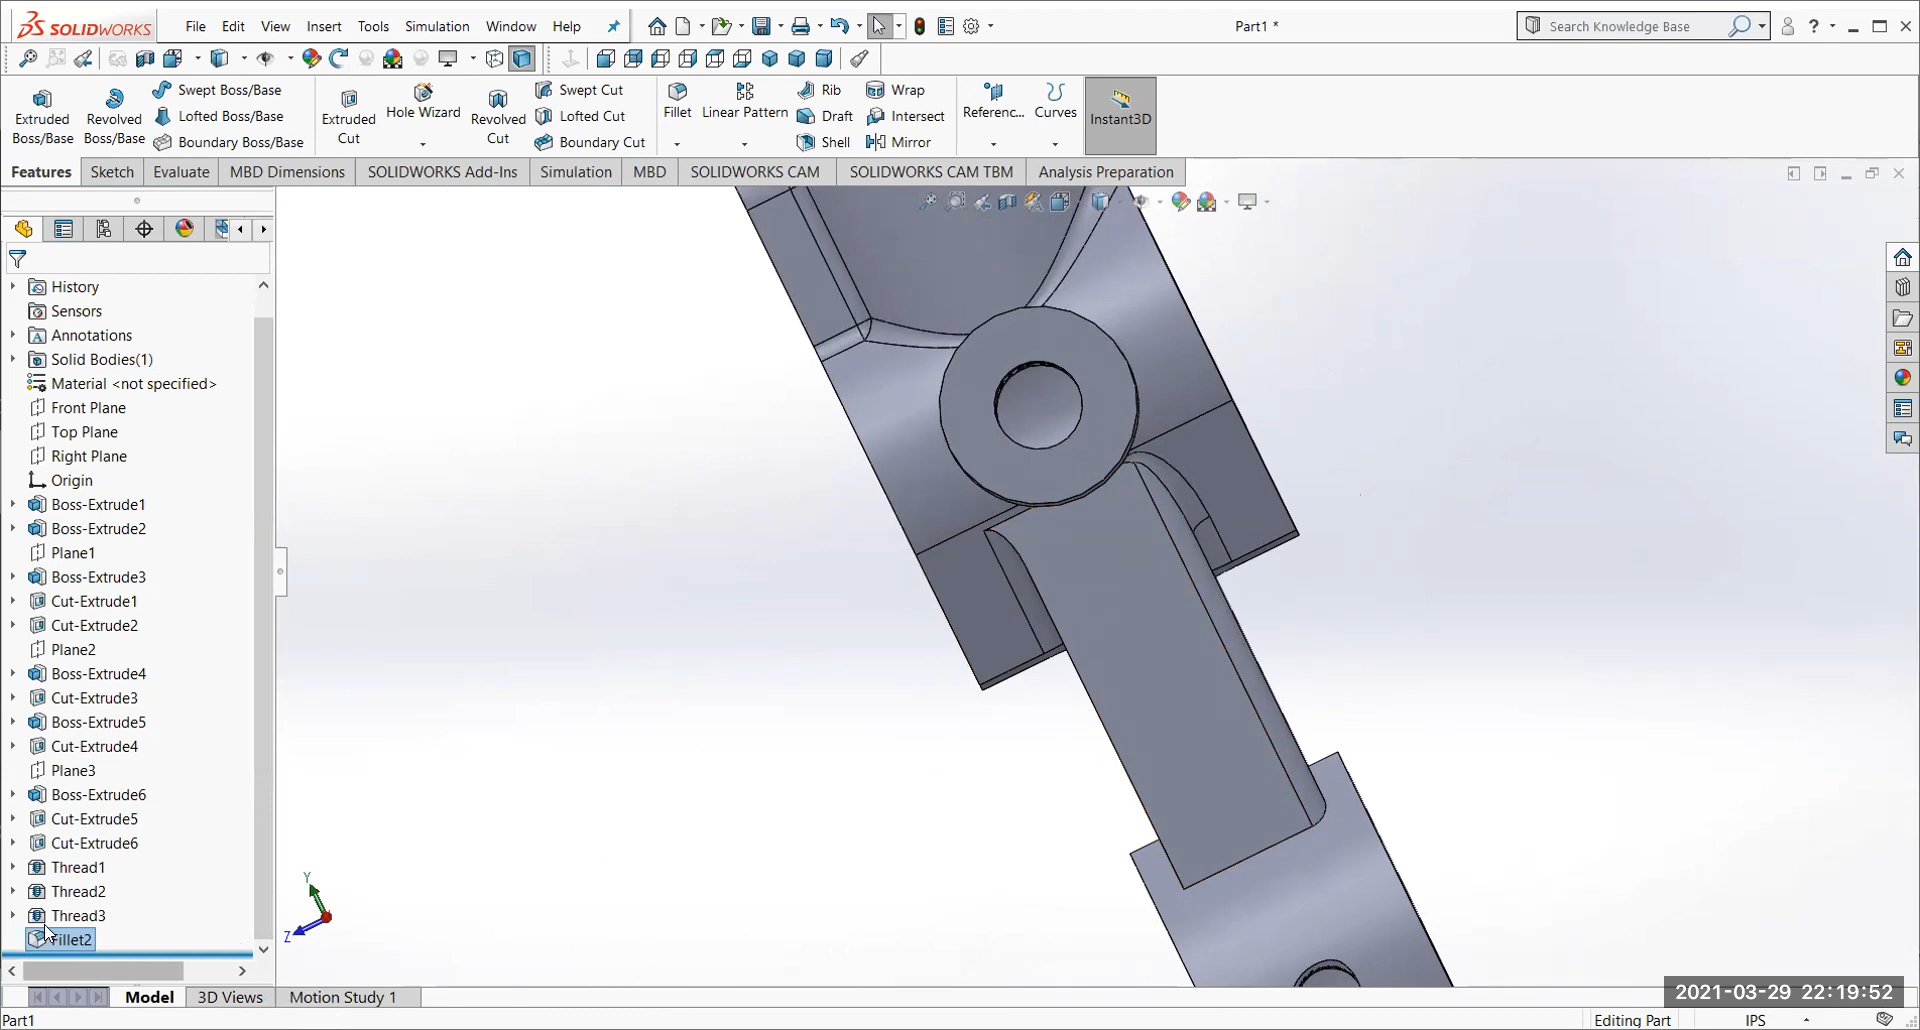 SOLIDWORKS File Edit View Insert Tools Simulation Window Help Part1 * Search Knowledge Base ?
Extruded Boss/Base
Revolved Boss/Base
Swept Boss/Base
Lofted Boss/Base
Boundary Boss/Base
Extruded Cut
Hole Wizard
Revolved Cut
Swept Cut
Lofted Cut
Boundary Cut
Fillet
Linear Pattern
Rib
Draft
Shell
Wrap
Intersect
Mirror
Referenc...
Curves
Instant3D
Features Sketch Evaluate MBD Dimensions SOLIDWORKS Add-Ins Simulation MBD SOLIDWORKS CAM SOLIDWORKS CAM TBM Analysis Preparation
History
Sensors
Annotations
Solid Bodies(1)
Material <not specified>
Front Plane
Top Plane
Right Plane
Origin
Boss-Extrude1
Boss-Extrude2
Plane1
Boss-Extrude3
Cut-Extrude1
Cut-Extrude2
Plane2
Boss-Extrude4
Cut-Extrude3
Boss-Extrude5
Cut-Extrude4
Plane3
Boss-Extrude6
Cut-Extrude5
Cut-Extrude6
Thread1
Thread2
Thread3
Fillet2
Y
Z
Model 3D Views Motion Study 1
2021-03-29 22:19:52
Part1 Editing Part IPS